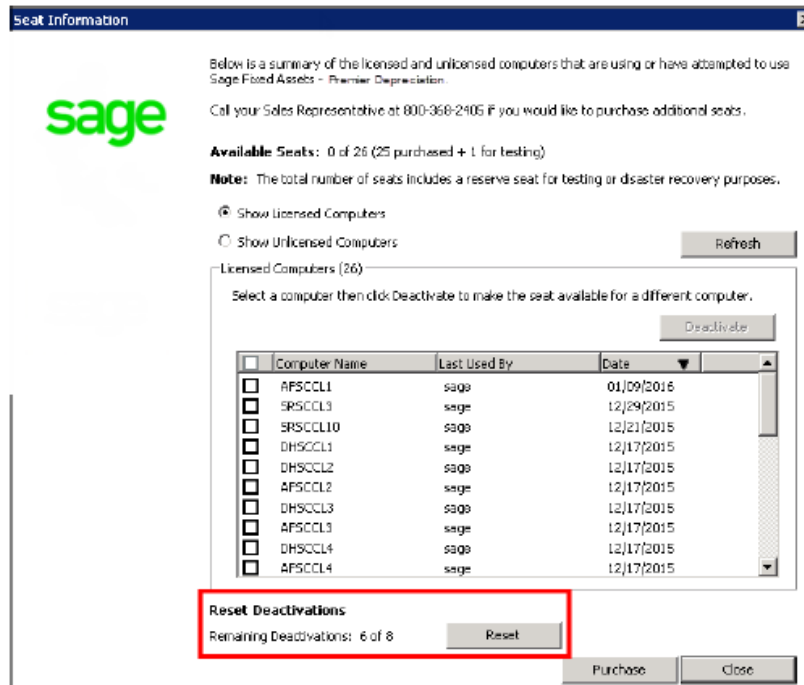 Seat Information
sage
Below is a summary of the licensed and unlicensed computers that are using or have attempted to use
Sage Fixed Assets - Premier Depreciation.
Call your Sales Representative at 800-368-2405 if you would like to purchase additional seats.
Available Seats: 0 of 26 (25 purchased + 1 for testing)
Note: The total number of seats includes a reserve seat for testing or disaster recovery purposes.
Show Licensed Computers
Show Unlicensed Computers
Refresh
Licensed Computers (26)
Select a computer then click Deactivate to make the seat available for a different computer.
Deactivate
Computer Name Last Used By Date
AFSCCL1 sage 01/09/2016
SRSCCL3 sage 12/29/2015
SRSCCL10 sage 12/21/2015
DHSCCL1 sage 12/17/2015
DHSCCL2 sage 12/17/2015
AFSCCL2 sage 12/17/2015
DHSCCL3 sage 12/17/2015
AFSCCL3 sage 12/17/2015
DHSCCL4 sage 12/17/2015
AFSCCL4 sage 12/17/2015
Reset Deactivations
Remaining Deactivations: 6 of 8 Reset
Purchase Close